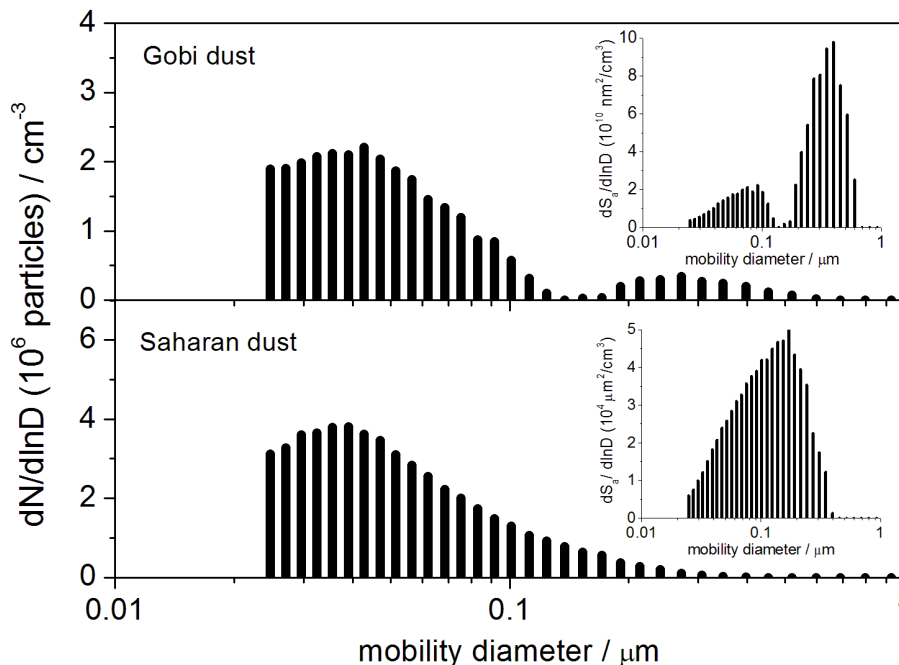 dN/dlnD (10⁶ particles) / cm⁻³
4
3
2
1
0
Gobi dust
dSₐ/dlnD (10¹⁰ nm²/cm³)
10
8
6
4
2
0
0.01 0.1 1
mobility diameter / μm
6
4
2
0
Saharan dust
dSₐ/ dlnD (10⁴ μm²/cm³)
5
4
3
2
1
0
0.01 0.1 1
mobility diameter / μm
0.01 0.1
mobility diameter / μm